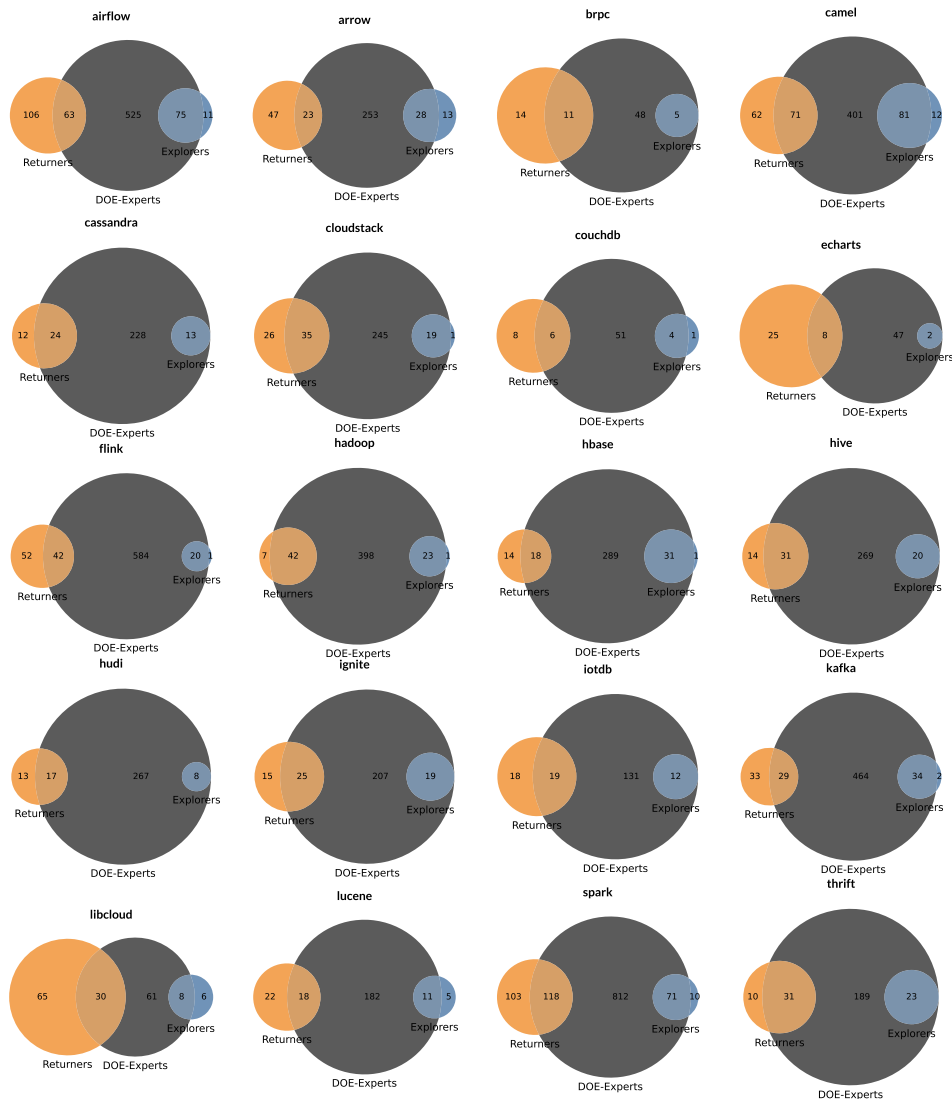 airflow
106 63 525 75 11
Returners
Explorers
DOE-Experts
arrow
47 23 253 28 13
Returners
Explorers
DOE-Experts
brpc
14 11 48 5
Explorers
Returners
DOE-Experts
camel
62 71 401 81 12
Explorers
Returners
DOE-Experts
cassandra
12 24 228 13
Returners
Explorers
DOE-Experts
cloudstack
26 35 245 19 1
Explorers
Returners
DOE-Experts
couchdb
8 6 51 4 1
Explorers
Returners
DOE-Experts
echarts
25 8 47 2
Explorers
Returners
DOE-Experts
flink
52 42 584 20 1
Explorers
Returners
DOE-Experts
hadoop
7 42 398 23 1
Explorers
Returners
DOE-Experts
hbase
14 18 289 31 1
Returners
Explorers
DOE-Experts
hive
14 31 269 20
Explorers
Returners
DOE-Experts
hudi
13 17 267 8
Explorers
Returners
DOE-Experts
ignite
15 25 207 19
Explorers
Returners
DOE-Experts
iotdb
18 19 131 12
Explorers
Returners
DOE-Experts
kafka
33 29 464 34 2
Explorers
Returners
DOE-Experts
libcloud
65 30 61 8 6
Explorers
Returners
DOE-Experts
lucene
22 18 182 11 5
Explorers
Returners
DOE-Experts
spark
103 118 812 71 10
Explorers
Returners
DOE-Experts
thrift
10 31 189 23
Explorers
Returners
DOE-Experts